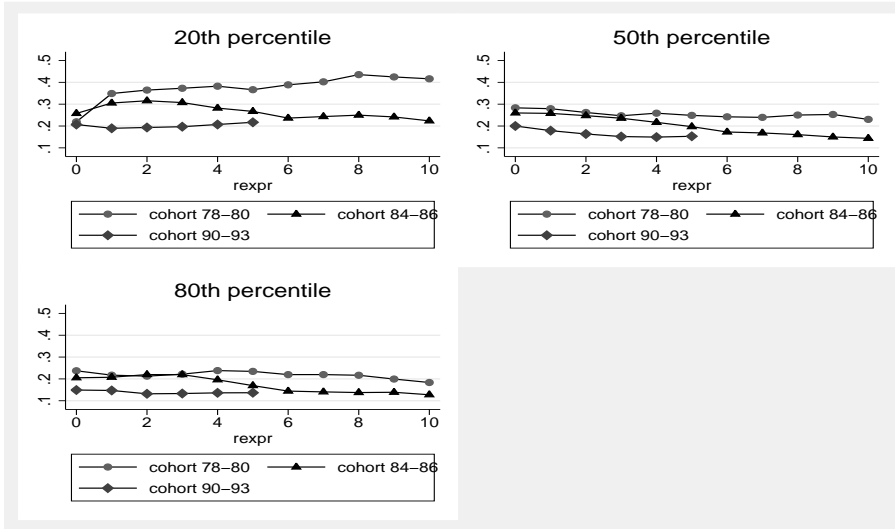 20th percentile
.5
.4
.3
.2
.1
0 2 4 6 8 10
rexpr
cohort 78−80 cohort 84−86
cohort 90−93
50th percentile
.5
.4
.3
.2
.1
0 2 4 6 8 10
rexpr
cohort 78−80 cohort 84−86
cohort 90−93
80th percentile
.5
.4
.3
.2
.1
0 2 4 6 8 10
rexpr
cohort 78−80 cohort 84−86
cohort 90−93